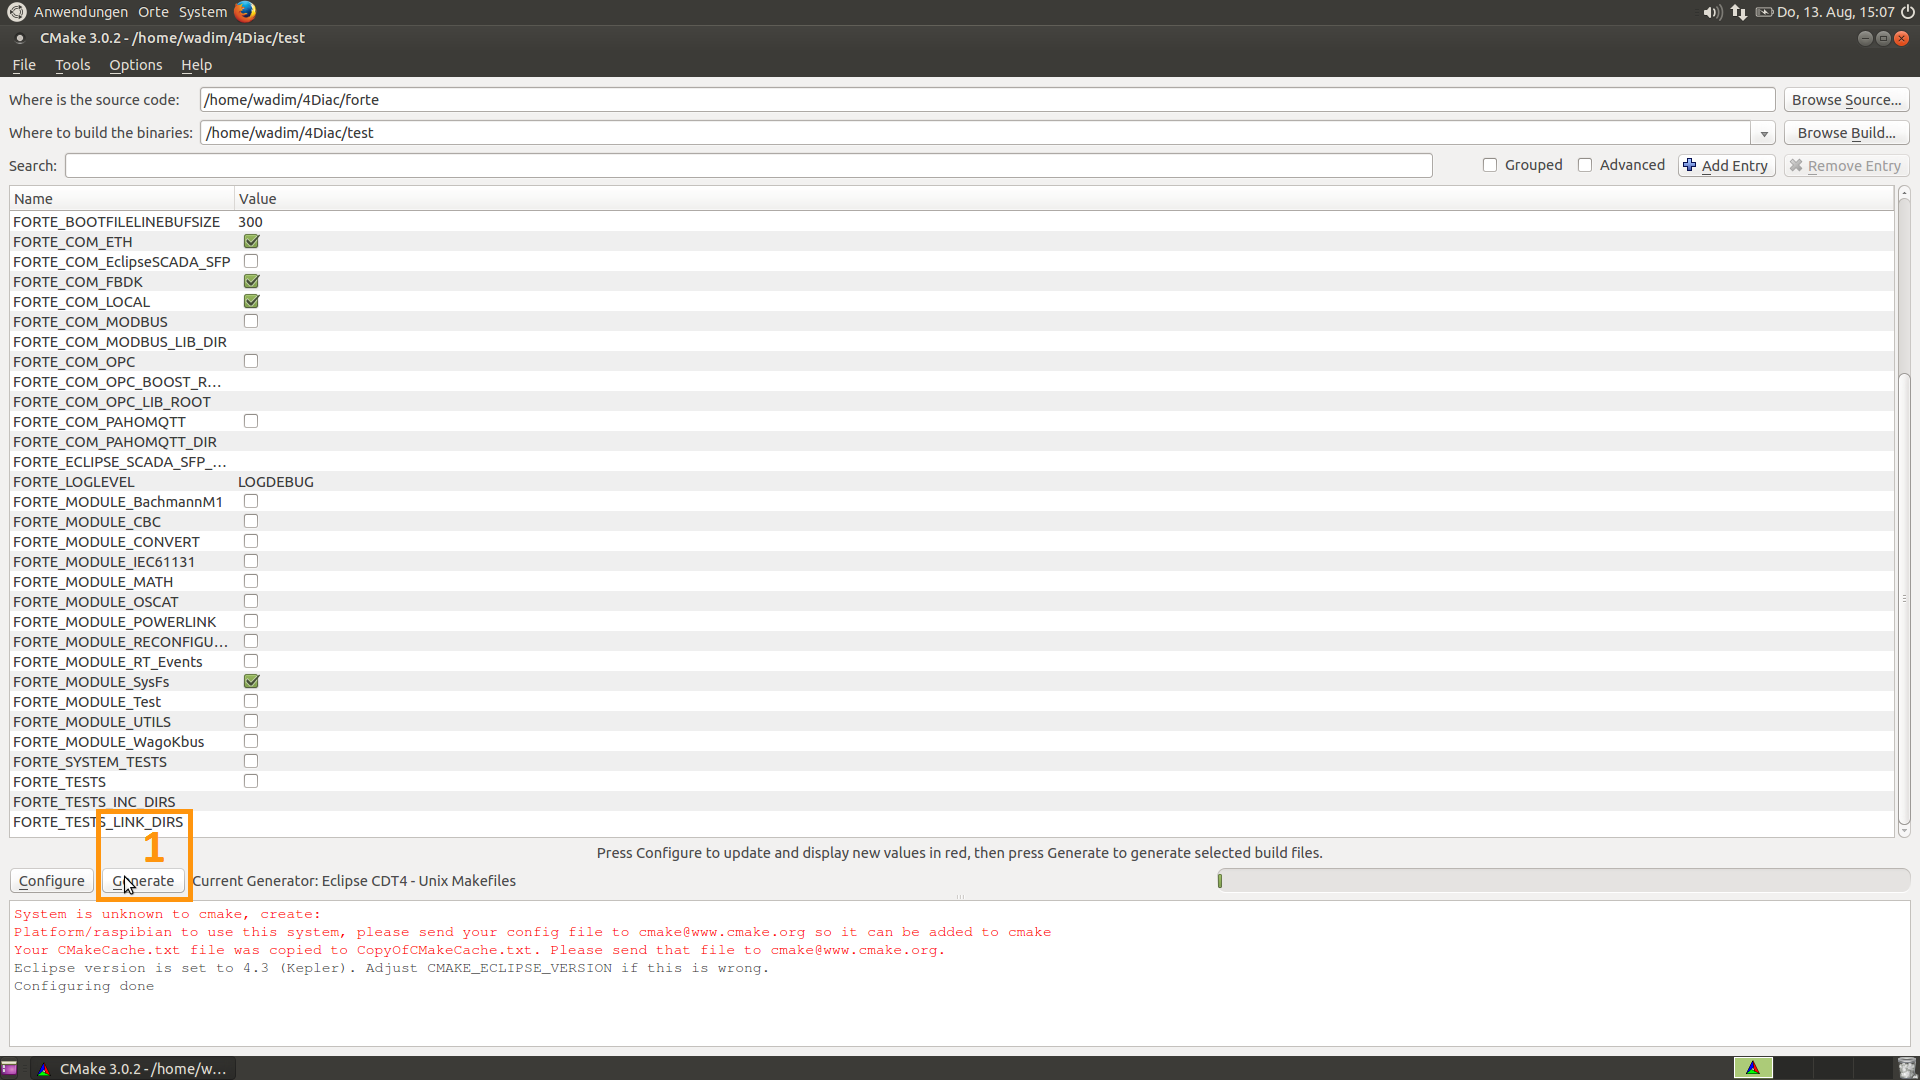 Anwendungen Orte System Do, 13. Aug, 15:07
CMake 3.0.2 - /home/wadim/4Diac/test
File Tools Options Help
Where is the source code: /home/wadim/4Diac/forte Browse Source...
Where to build the binaries: /home/wadim/4Diac/test Browse Build...
Search: Grouped Advanced Add Entry Remove Entry
Name Value
FORTE_BOOTFILELINEBUFSIZE 300
FORTE_COM_ETH
FORTE_COM_EclipseSCADA_SFP
FORTE_COM_FBDK
FORTE_COM_LOCAL
FORTE_COM_MODBUS
FORTE_COM_MODBUS_LIB_DIR
FORTE_COM_OPC
FORTE_COM_OPC_BOOST_R...
FORTE_COM_OPC_LIB_ROOT
FORTE_COM_PAHOMQTT
FORTE_COM_PAHOMQTT_DIR
FORTE_ECLIPSE_SCADA_SFP_...
FORTE_LOGLEVEL LOGDEBUG
FORTE_MODULE_BachmannM1
FORTE_MODULE_CBC
FORTE_MODULE_CONVERT
FORTE_MODULE_IEC61131
FORTE_MODULE_MATH
FORTE_MODULE_OSCAT
FORTE_MODULE_POWERLINK
FORTE_MODULE_RECONFIGU...
FORTE_MODULE_RT_Events
FORTE_MODULE_SysFs
FORTE_MODULE_Test
FORTE_MODULE_UTILS
FORTE_MODULE_WagoKbus
FORTE_SYSTEM_TESTS
FORTE_TESTS
FORTE_TESTS_INC_DIRS
FORTE_TESTS_LINK_DIRS
1
Press Configure to update and display new values in red, then press Generate to generate selected build files.
Configure Generate Current Generator: Eclipse CDT4 - Unix Makefiles
System is unknown to cmake, create:
Platform/raspibian to use this system, please send your config file to cmake@www.cmake.org so it can be added to cmake
Your CMakeCache.txt file was copied to CopyOfCMakeCache.txt. Please send that file to cmake@www.cmake.org.
Eclipse version is set to 4.3 (Kepler). Adjust CMAKE_ECLIPSE_VERSION if this is wrong.
Configuring done
CMake 3.0.2 - /home/w...